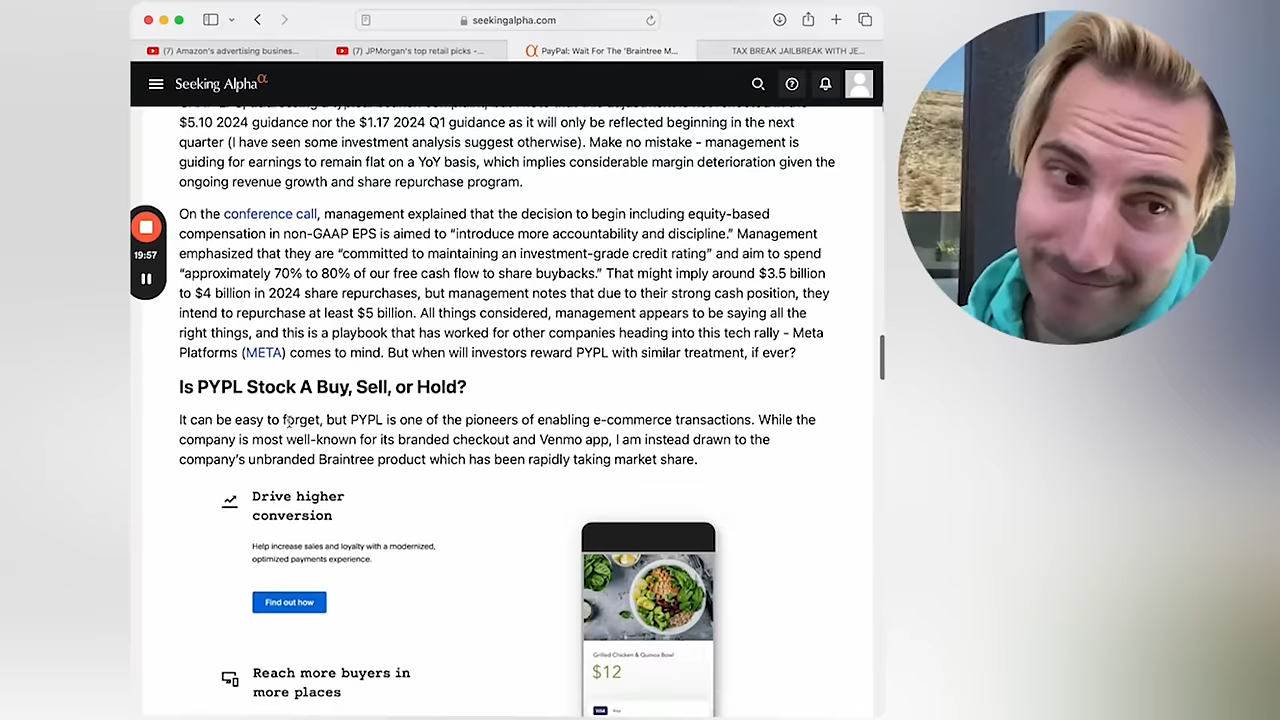 seekingalpha.com
(7) Amazon's advertising busines...
(7) JPMorgan's top retail picks -...
PayPal: Wait For The 'Braintree M...
TAX BREAK JAILBREAK WITH JE...
Seeking Alpha
$5.10 2024 guidance nor the $1.17 2024 Q1 guidance as it will only be reflected beginning in the next
quarter (I have seen some investment analysis suggest otherwise). Make no mistake - management is
guiding for earnings to remain flat on a YoY basis, which implies considerable margin deterioration given the
ongoing revenue growth and share repurchase program.
On the conference call, management explained that the decision to begin including equity-based
compensation in non-GAAP EPS is aimed to “introduce more accountability and discipline.” Management
emphasized that they are “committed to maintaining an investment-grade credit rating” and aim to spend
“approximately 70% to 80% of our free cash flow to share buybacks.” That might imply around $3.5 billion
to $4 billion in 2024 share repurchases, but management notes that due to their strong cash position, they
intend to repurchase at least $5 billion. All things considered, management appears to be saying all the
right things, and this is a playbook that has worked for other companies heading into this tech rally - Meta
Platforms (META) comes to mind. But when will investors reward PYPL with similar treatment, if ever?
19:57
Is PYPL Stock A Buy, Sell, or Hold?
It can be easy to forget, but PYPL is one of the pioneers of enabling e-commerce transactions. While the
company is most well-known for its branded checkout and Venmo app, I am instead drawn to the
company’s unbranded Braintree product which has been rapidly taking market share.
Drive higher
conversion
Help increase sales and loyalty with a modernized,
optimized payments experience.
Find out how
Reach more buyers in
more places
Grilled Chicken & Quinoa Bowl
$12
VISA Visa